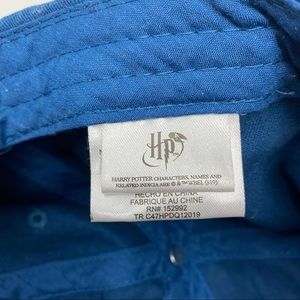 HP
HARRY POTTER CHARACTERS, NAMES AND
RELATED INDICIA ARE © & ™ WBEI. (s19)
HECHO EN CHINA
FABRIQUE AU CHINE
RN# 152992
TR C47HPDQ12019